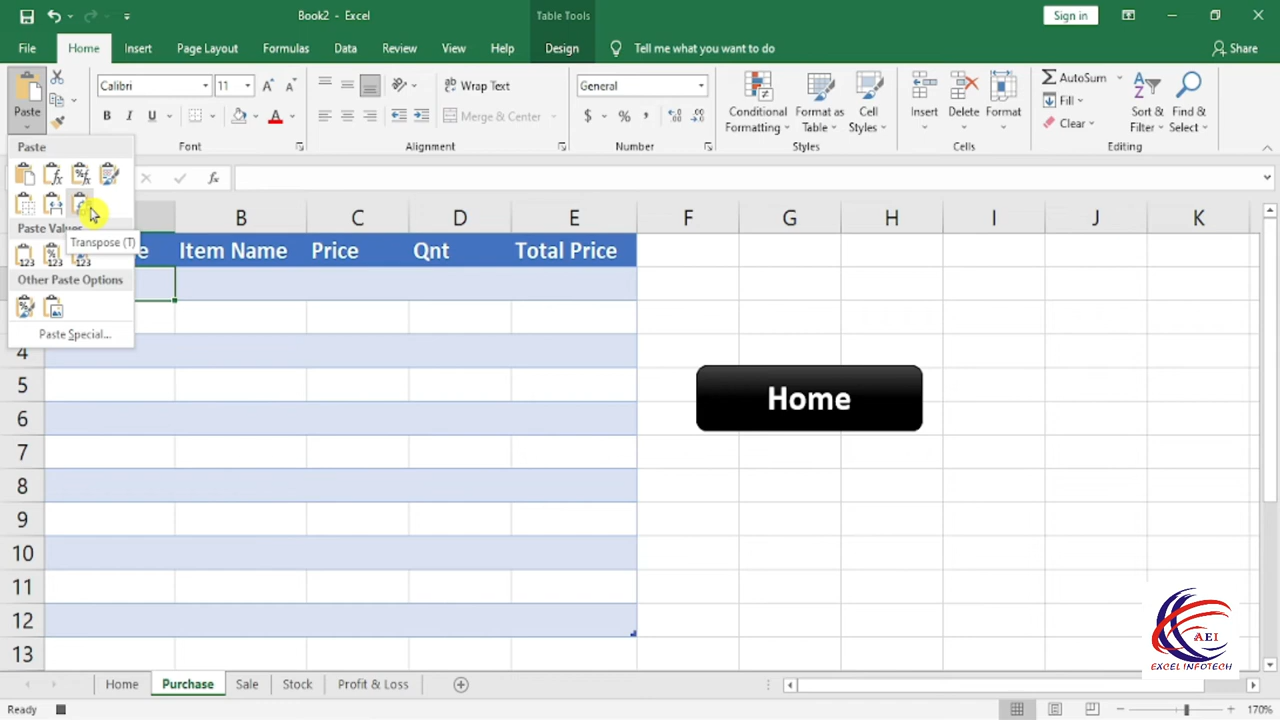 Book2 - Excel
Table Tools
Sign in
File
Home
Insert
Page Layout
Formulas
Data
Review
View
Help
Design
Tell me what you want to do
Share
Paste
Calibri
11
B I U
Font
Wrap Text
Merge & Center
Alignment
General
$ % ,
Number
Conditional
Formatting
Format as
Table
Cell
Styles
Styles
Insert
Delete
Format
Cells
AutoSum
Fill
Clear
Sort &
Filter
Find &
Select
Editing
Paste
Paste Values
Transpose (T)
Other Paste Options
Paste Special...
fx
B C D E F G H I J K
Item Name Price Qnt Total Price
4
5
6
7
8
9
10
11
12
13
Home
AEI
EXCEL INFOTECH
Home
Purchase
Sale
Stock
Profit & Loss
Ready
170%